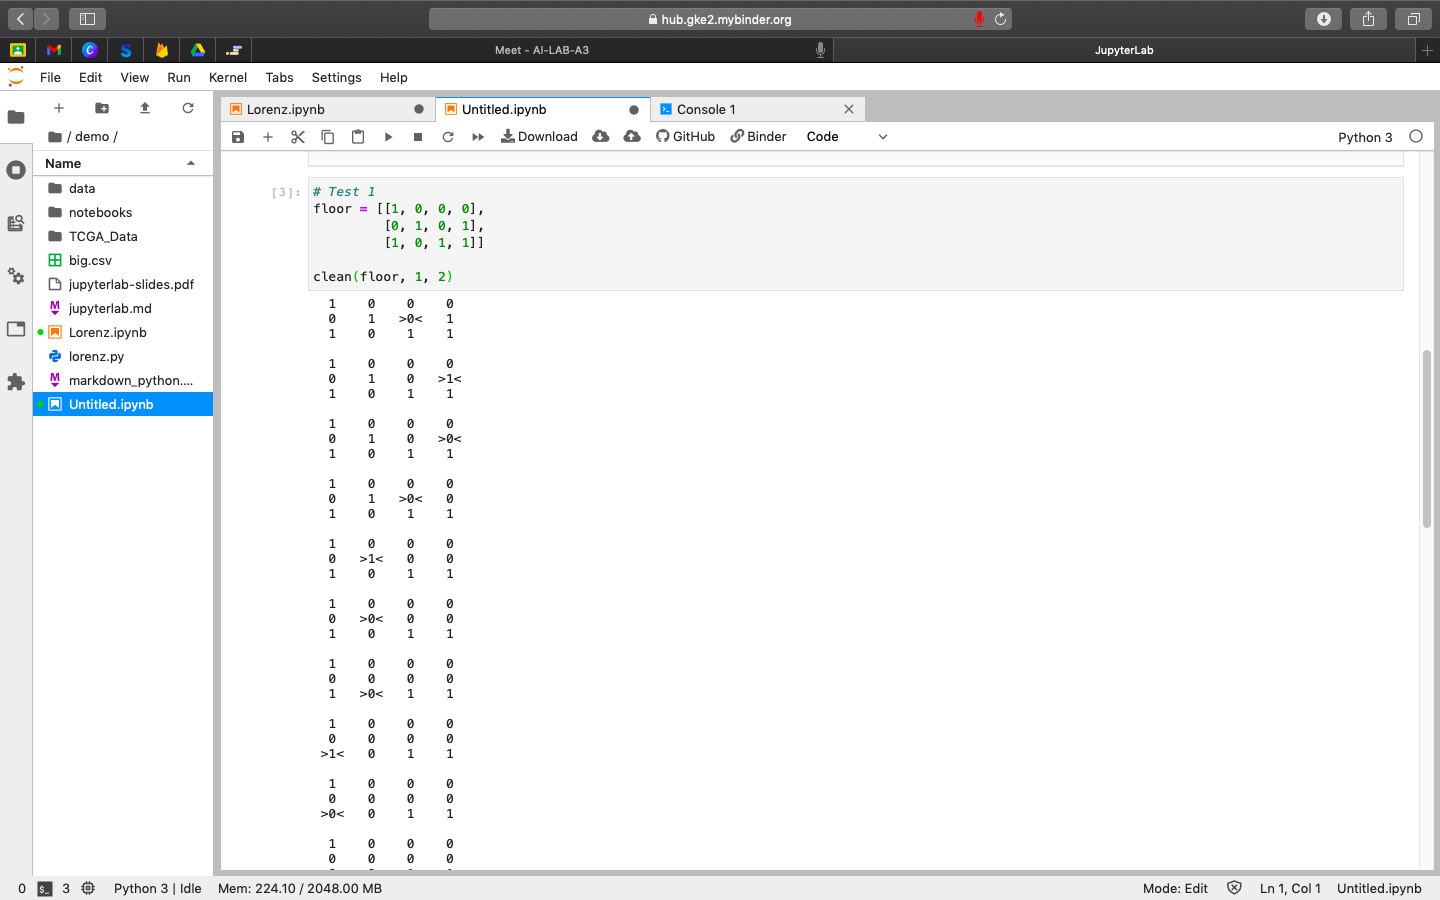 hub.gke2.mybinder.org
Meet - AI-LAB-A3
JupyterLab
File Edit View Run Kernel Tabs Settings Help
Lorenz.ipynb
Untitled.ipynb
Console 1
Download
GitHub
Binder
Code
Python 3
/ demo /
Name
data
notebooks
TCGA_Data
big.csv
jupyterlab-slides.pdf
jupyterlab.md
Lorenz.ipynb
lorenz.py
markdown_python....
Untitled.ipynb
[3]:
# Test 1
floor = [[1, 0, 0, 0],
[0, 1, 0, 1],
[1, 0, 1, 1]]
clean(floor, 1, 2)
1 0 0 0
0 1 >0< 1
1 0 1 1
1 0 0 0
0 1 0 >1<
1 0 1 1
1 0 0 0
0 1 0 >0<
1 0 1 1
1 0 0 0
0 1 >0< 0
1 0 1 1
1 0 0 0
0 >1< 0 0
1 0 1 1
1 0 0 0
0 >0< 0 0
1 0 1 1
1 0 0 0
0 0 0 0
1 >0< 1 1
1 0 0 0
0 0 0 0
>1< 0 1 1
1 0 0 0
0 0 0 0
>0< 0 1 1
1 0 0 0
0 0 0 0
0 3 Python 3 | Idle Mem: 224.10 / 2048.00 MB
Mode: Edit Ln 1, Col 1 Untitled.ipynb